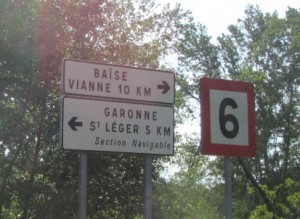 BAÏSE
VIANNE 10 KM
GARONNE
ST LÉGER 5 KM
Section Navigable
6